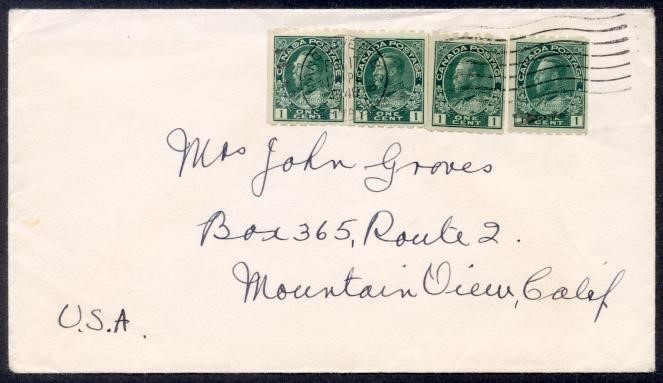 CANADA POSTAGE CANADA POSTAGE CANADA POSTAGE CANADA POSTAGE
1 ONE CENT 1 1 ONE CENT 1 1 ONE CENT 1 1 ONE CENT 1
Mrs John Groves
Box 365, Route 2.
Mountain View, Calif
U.S.A.